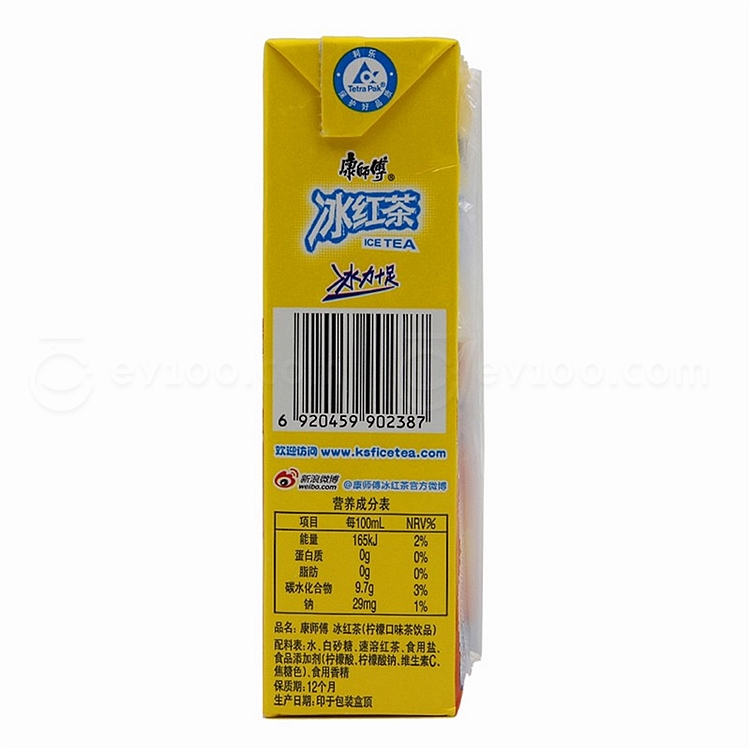 利乐
Tetra Pak®
保护好品质
康师傅®
冰红茶
ICE TEA
冰力十足
6 920459 902387
欢迎访问 www.ksficetea.com
新浪微博
weibo.com
@康师傅冰红茶官方微博
营养成分表
项目 每100mL NRV%
能量 165kJ 2%
蛋白质 0g 0%
脂肪 0g 0%
碳水化合物 9.7g 3%
钠 29mg 1%
品名: 康师傅 冰红茶(柠檬口味茶饮品)
配料表: 水、白砂糖、速溶红茶、食用盐、
食品添加剂(柠檬酸、柠檬酸钠、维生素C、
焦糖色)、食用香精
保质期: 12个月
生产日期: 印于包装盒顶
ev100.com
ev100.com